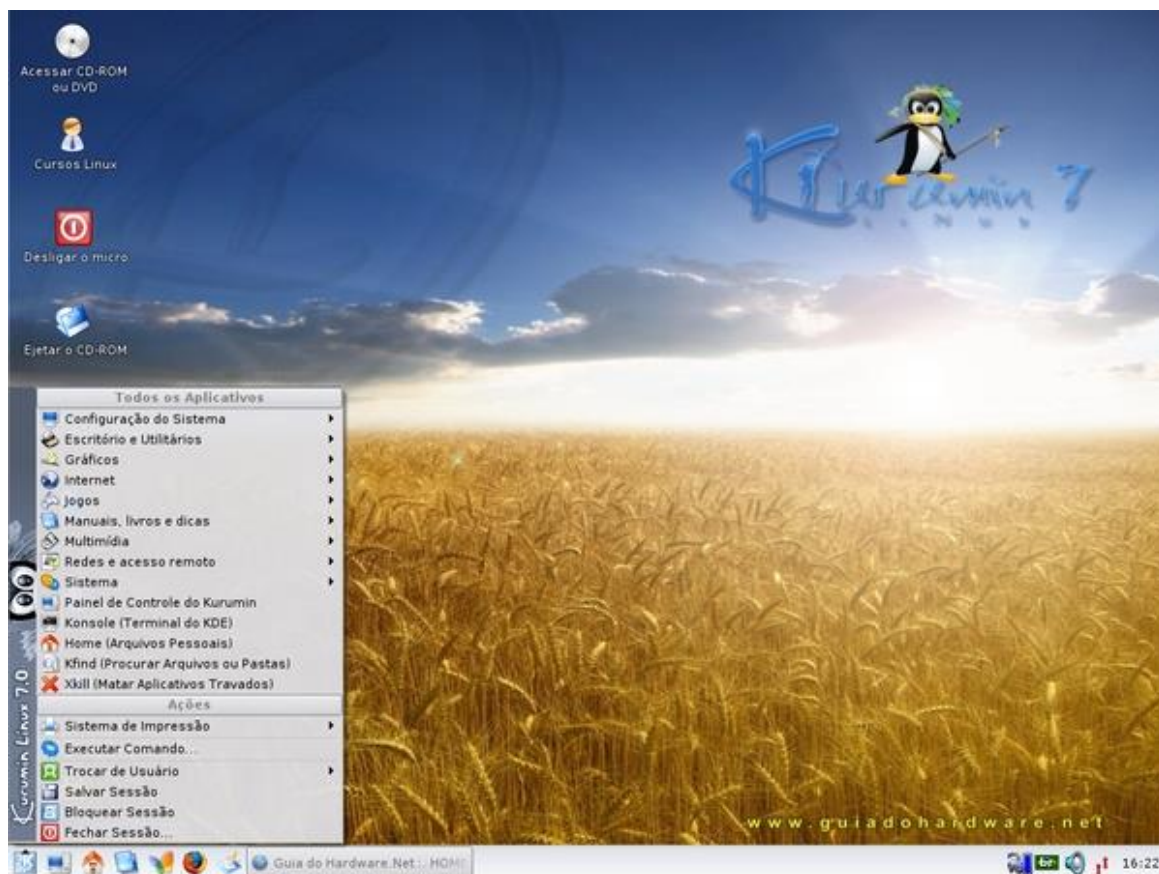 Acessar CD-ROM
ou DVD
Cursos Linux
Desligar o micro
Ejetar o CD-ROM
Kurumin 7
LINUX
Todos os Aplicativos
Configuração do Sistema
Escritório e Utilitários
Gráficos
Internet
Jogos
Manuais, livros e dicas
Multimídia
Redes e acesso remoto
Sistema
Painel de Controle do Kurumin
Konsole (Terminal do KDE)
Home (Arquivos Pessoais)
Kfind (Procurar Arquivos ou Pastas)
Xkill (Matar Aplicativos Travados)
Ações
Sistema de Impressão
Executar Comando...
Trocar de Usuário
Salvar Sessão
Bloquear Sessão
Fechar Sessão...
Kurumin Linux 7.0
www.guiadohardware.net
Guia do Hardware.Net:. HOME
br
16:22